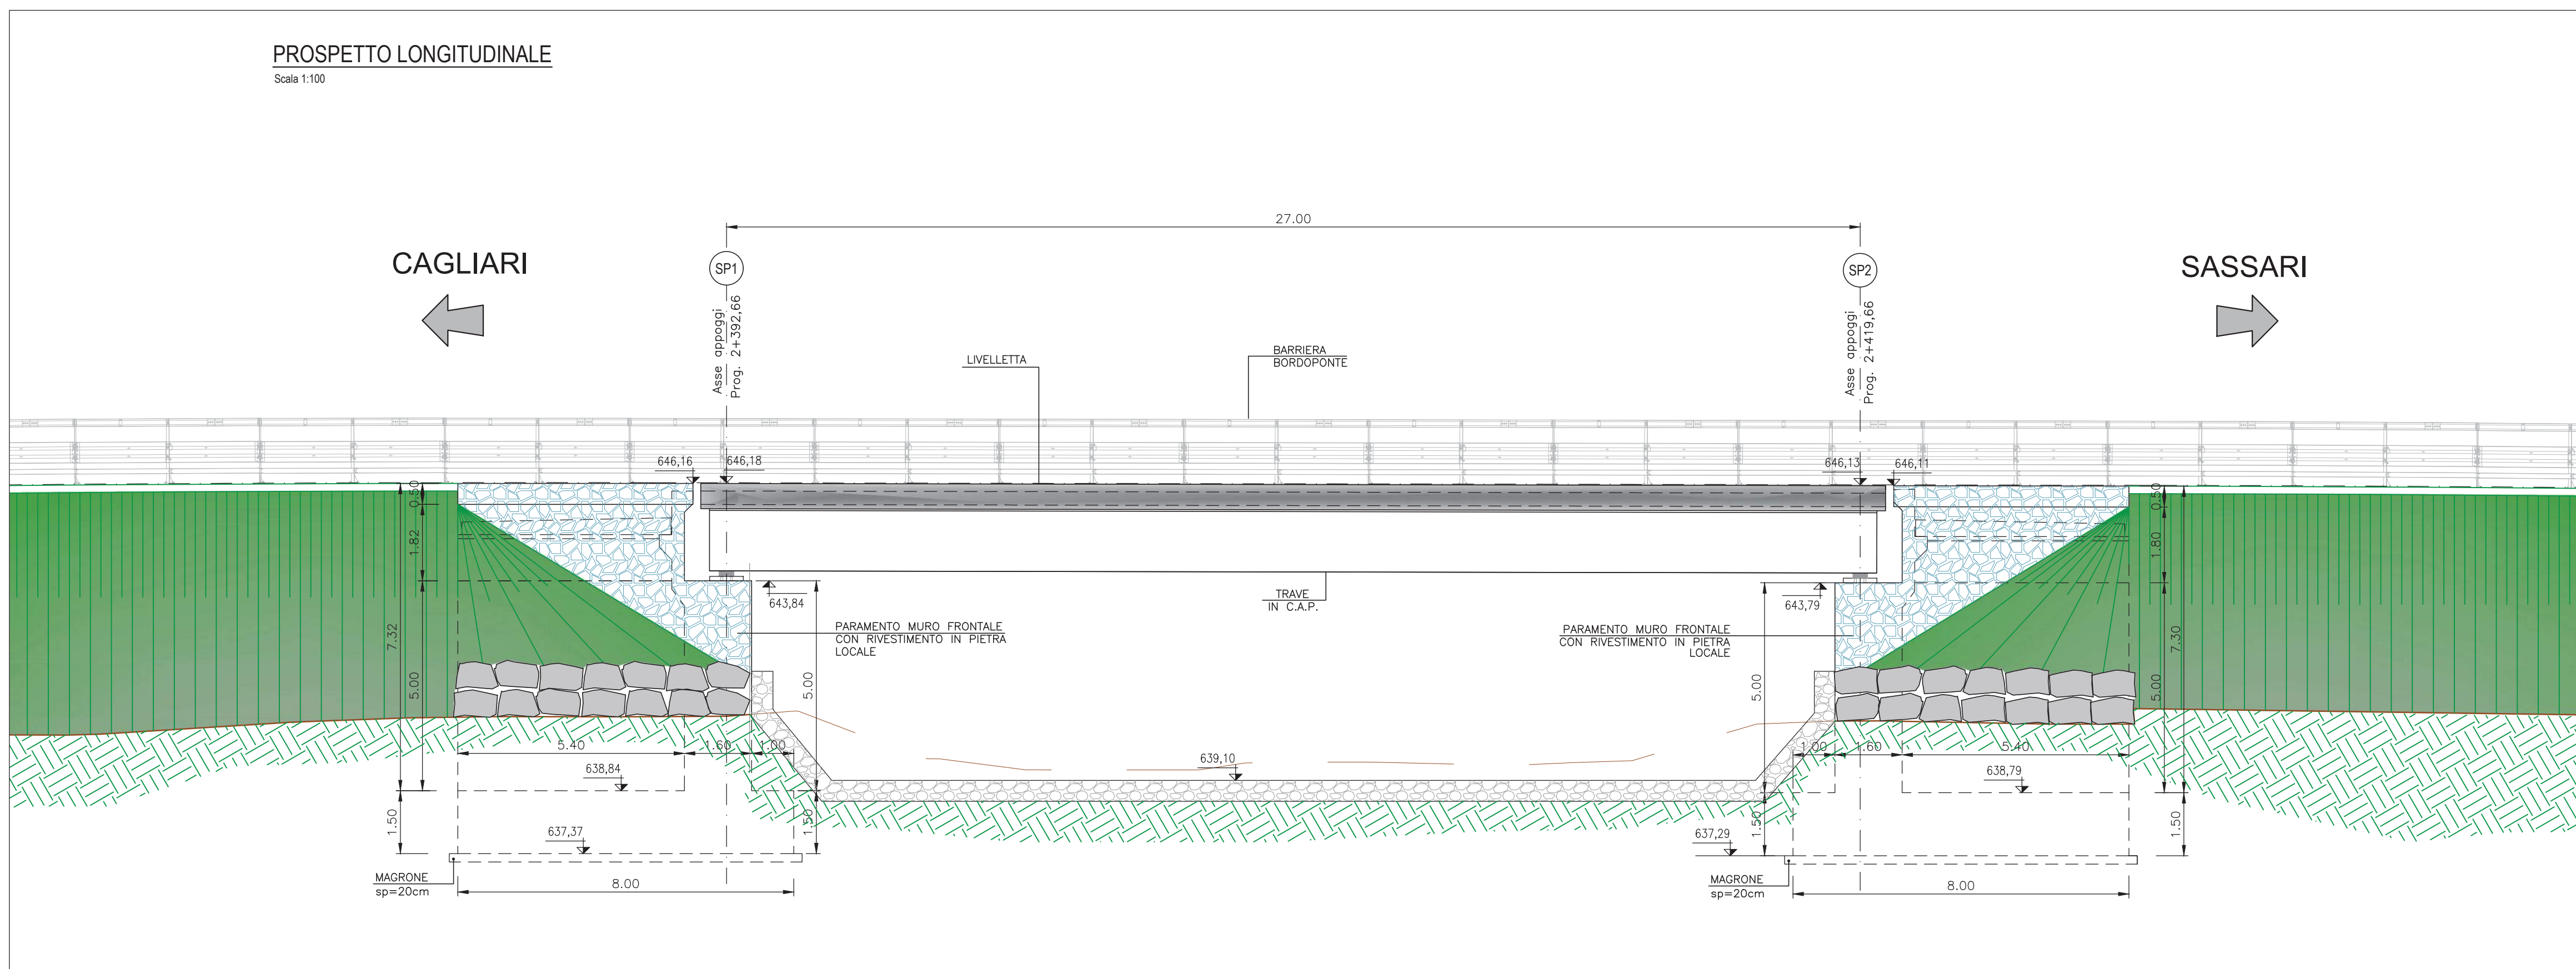 PROSPETTO LONGITUDINALE
Scala 1:100
27.00
CAGLIARI
SP1
SP2
SASSARI
Asse appoggi
Prog. 2+392,66
Asse appoggi
Prog. 2+419,66
LIVELLETTA
BARRIERA
BORDOPONTE
646,16
646,18
646,13
646,11
0.50
1.82
7.32
5.00
1.50
643,84
5.00
1.50
TRAVE
IN C.A.P.
643,79
PARAMENTO MURO FRONTALE
CON RIVESTIMENTO IN PIETRA
LOCALE
PARAMENTO MURO FRONTALE
CON RIVESTIMENTO IN PIETRA
LOCALE
0.50
1.80
7.30
5.00
1.50
5.00
1.50
5.40
1.60
1.00
638,84
639,10
1.00
1.60
5.40
638,79
637,37
637,29
MAGRONE
sp=20cm
8.00
MAGRONE
sp=20cm
8.00